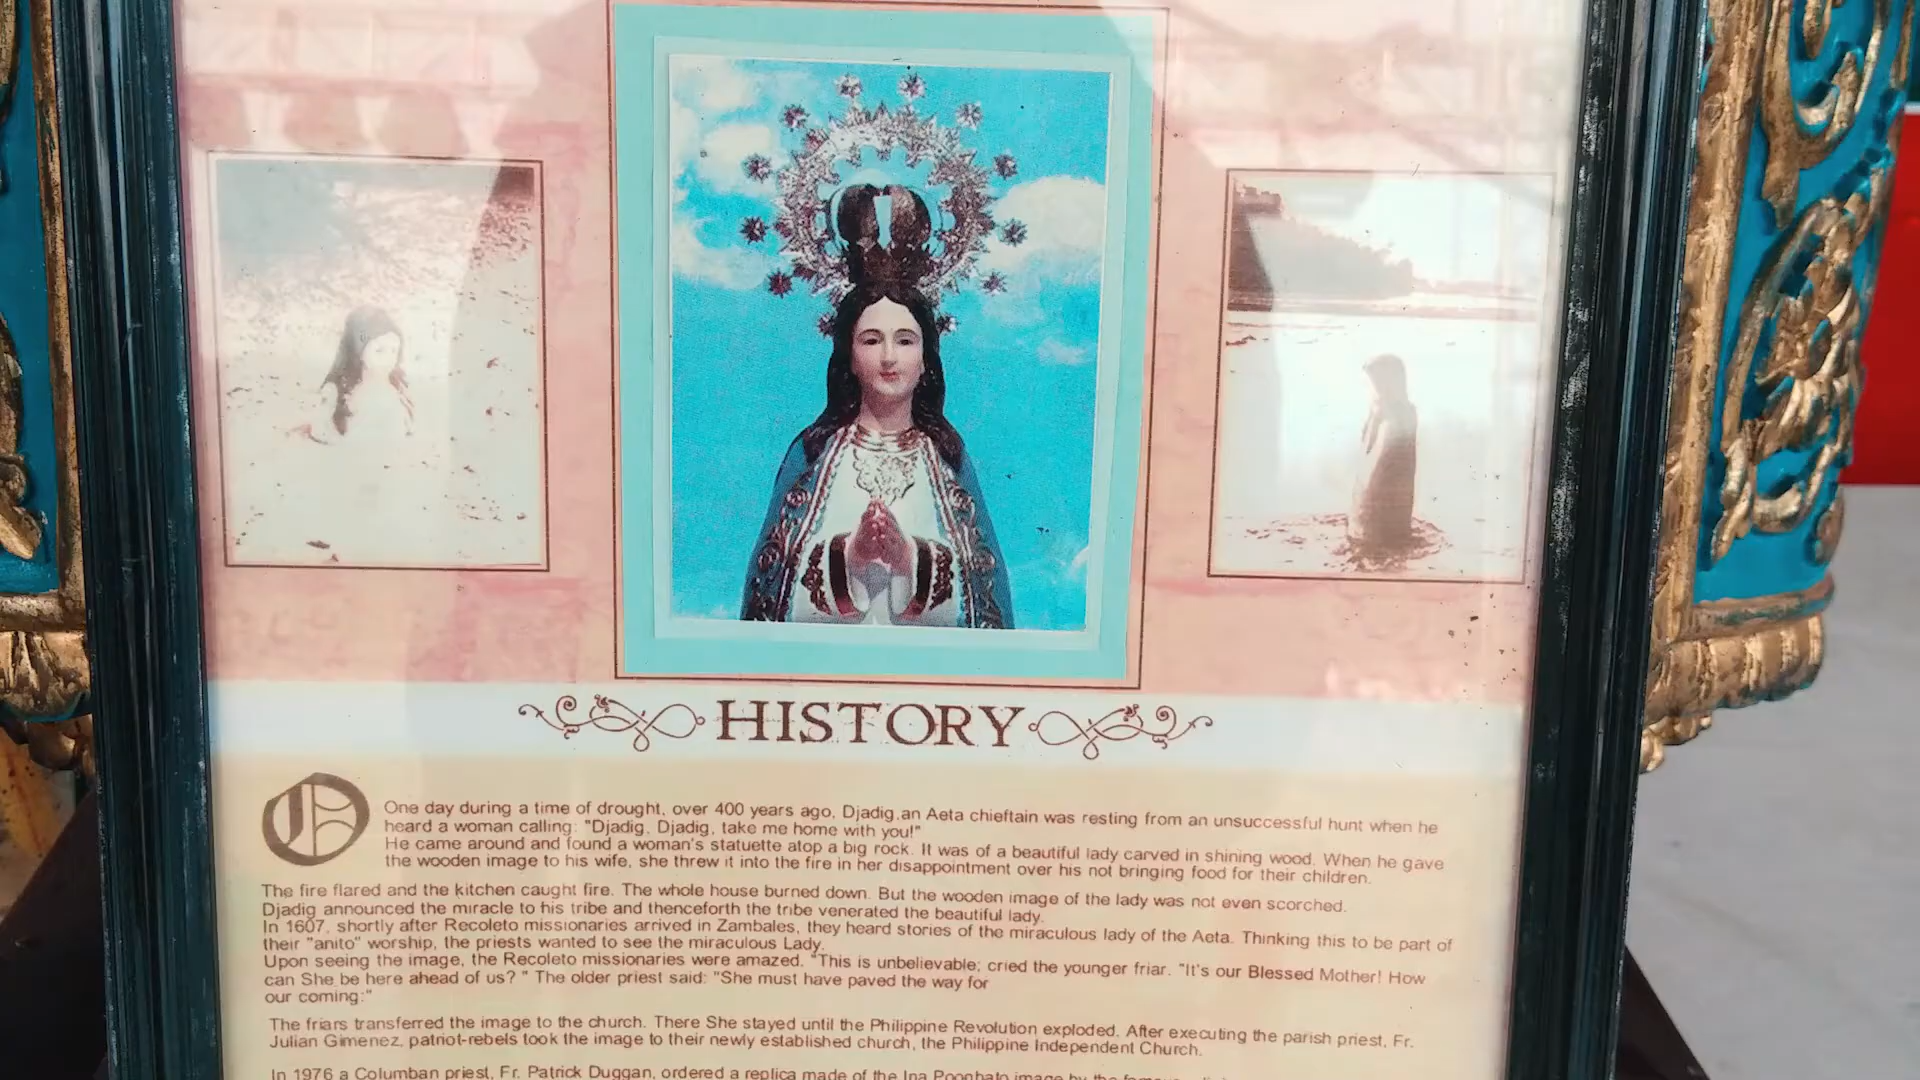 HISTORY
One day during a time of drought, over 400 years ago, Djadig,an Aeta chieftain was resting from an unsuccessful hunt when he
heard a woman calling: "Djadig, Djadig, take me home with you!"
He came around and found a woman's statuette atop a big rock. It was of a beautiful lady carved in shining wood. When he gave
the wooden image to his wife, she threw it into the fire in her disappointment over his not bringing food for their children.
The fire flared and the kitchen caught fire. The whole house burned down. But the wooden image of the lady was not even scorched.
Djadig announced the miracle to his tribe and thenceforth the tribe venerated the beautiful lady.
In 1607, shortly after Recoleto missionaries arrived in Zambales, they heard stories of the miraculous lady of the Aeta. Thinking this to be part of
their "anito" worship, the priests wanted to see the miraculous Lady.
Upon seeing the image, the Recoleto missionaries were amazed. "This is unbelievable; cried the younger friar. "It's our Blessed Mother! How
can She be here ahead of us? " The older priest said: "She must have paved the way for
our coming:"
The friars transferred the image to the church. There She stayed until the Philippine Revolution exploded. After executing the parish priest, Fr.
Julian Gimenez, patriot-rebels took the image to their newly established church, the Philippine Independent Church.
In 1976 a Columban priest, Fr. Patrick Duggan, ordered a replica made of the Ina Poonbato image by the